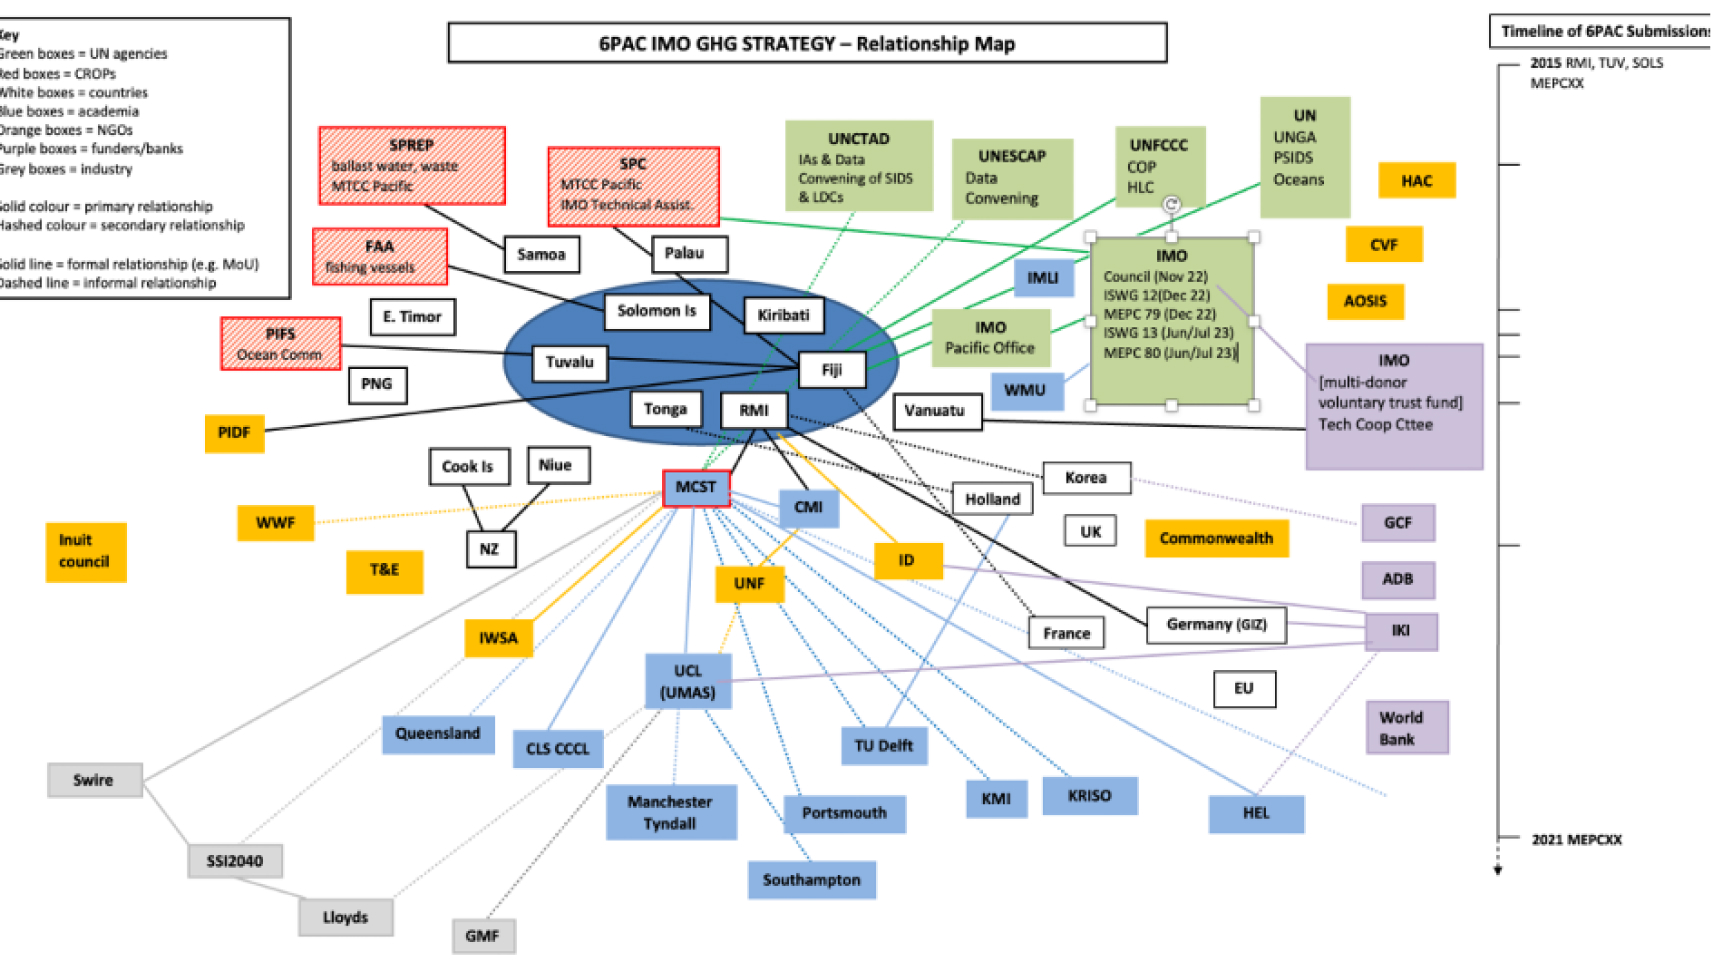 6PAC IMO GHG STRATEGY – Relationship Map
Key
Green boxes = UN agencies
Red boxes = CROPs
White boxes = countries
Blue boxes = academia
Orange boxes = NGOs
Purple boxes = funders/banks
Grey boxes = industry
Solid colour = primary relationship
Hashed colour = secondary relationship
Solid line = formal relationship (e.g. MoU)
Dashed line = informal relationship
Timeline of 6PAC Submissions
2015 RMI, TUV, SOLS
MEPCXX
2021 MEPCXX
SPREP
ballast water, waste
MTCC Pacific
SPC
MTCC Pacific
IMO Technical Assist.
UNCTAD
IAs & Data
Convening of SIDS
& LDCs
UNESCAP
Data
Convening
UNFCCC
COP
HLC
UN
UNGA
PSIDS
Oceans
HAC
CVF
AOSIS
FAA
fishing vessels
Samoa
Palau
IMLI
IMO
Council (Nov 22)
ISWG 12(Dec 22)
MEPC 79 (Dec 22)
ISWG 13 (Jun/Jul 23)
MEPC 80 (Jun/Jul 23)
E. Timor
Solomon Is
Kiribati
IMO
Pacific Office
PIFS
Ocean Comm
Tuvalu
Fiji
IMO
[multi-donor
voluntary trust fund]
Tech Coop Cttee
PNG
WMU
Tonga
RMI
Vanuatu
PIDF
Cook Is
Niue
MCST
CMI
Holland
Korea
WWF
NZ
UK
Commonwealth
GCF
Inuit
council
T&E
UNF
ID
ADB
IWSA
France
Germany (GIZ)
IKI
UCL
(UMAS)
EU
Queensland
CLS CCCL
TU Delft
World
Bank
Swire
Manchester
Tyndall
Portsmouth
KMI
KRISO
HEL
SSI2040
Southampton
Lloyds
GMF